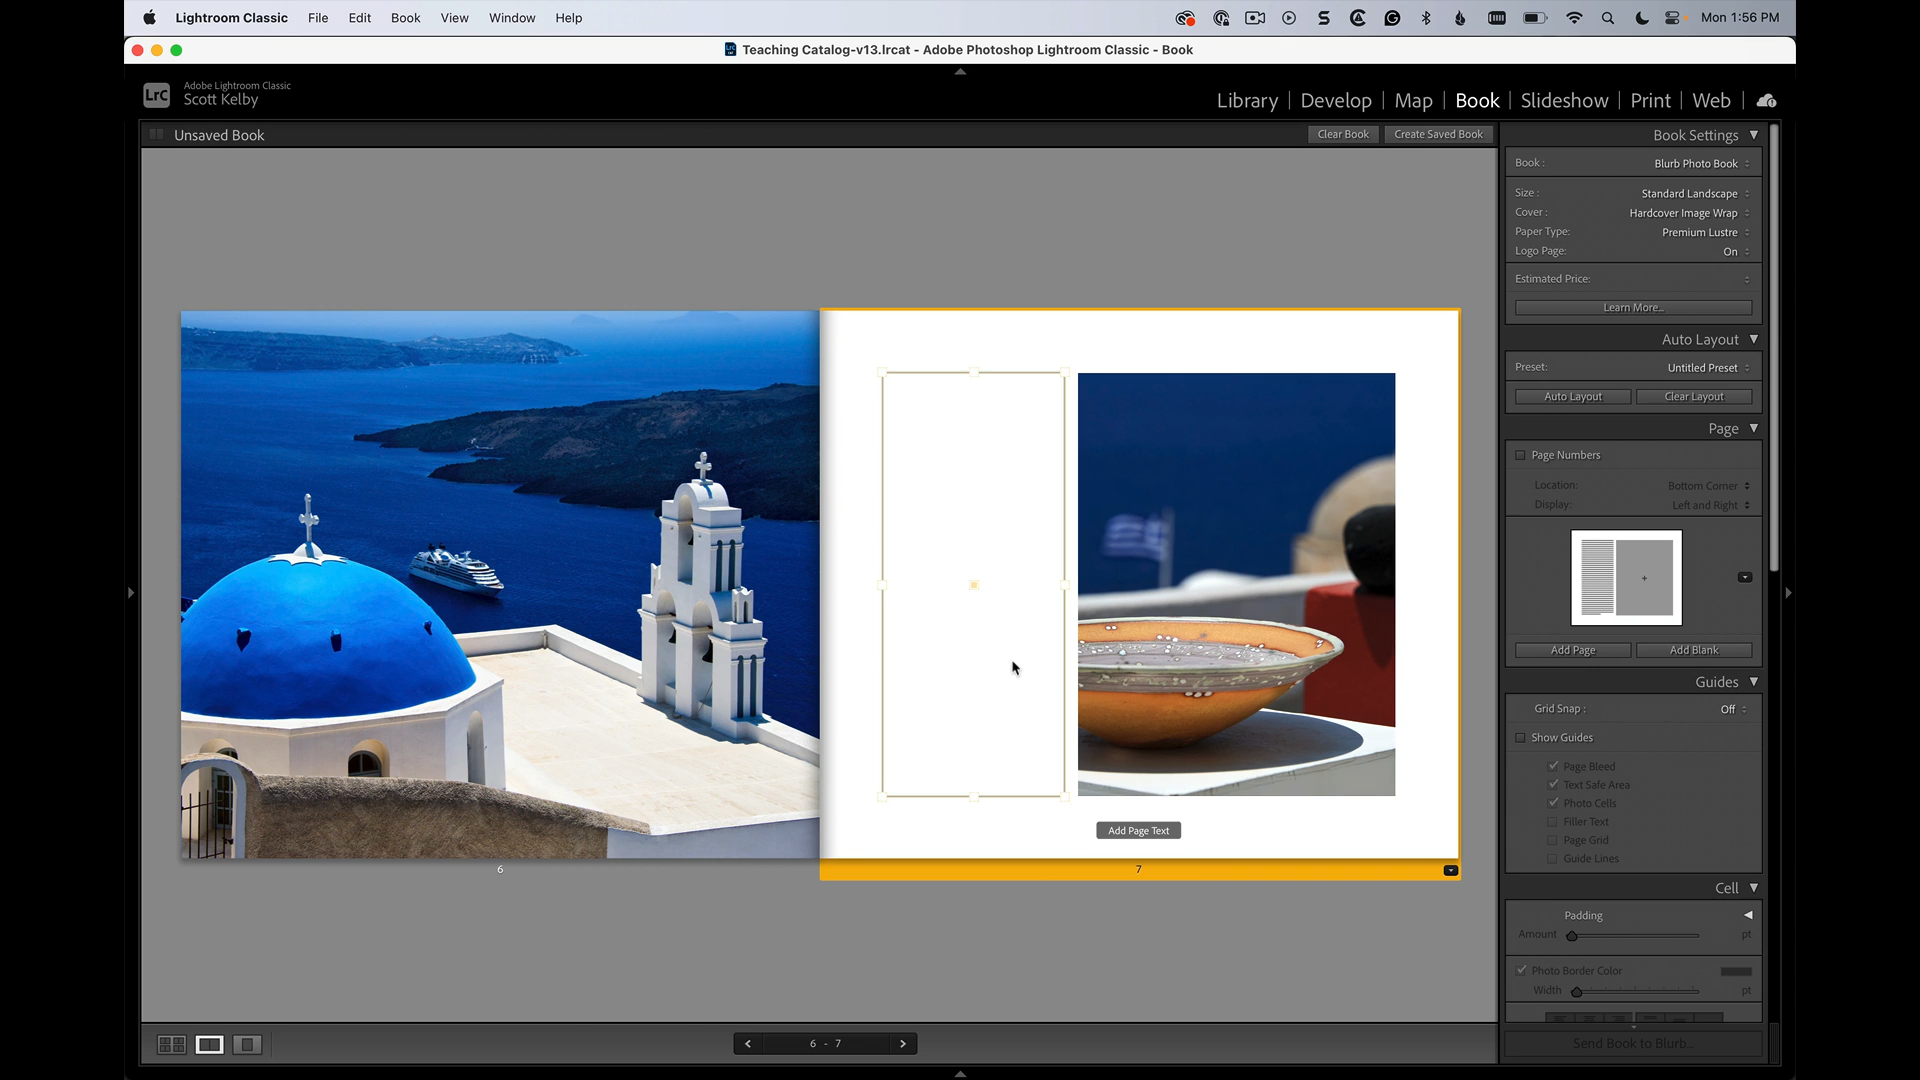 Lightroom Classic File Edit Book View Window Help Mon 1:56 PM
Teaching Catalog-v13.lrcat - Adobe Photoshop Lightroom Classic - Book
LrC Adobe Lightroom Classic
Scott Kelby
Library | Develop | Map | Book | Slideshow | Print | Web
Unsaved Book Clear Book Create Saved Book
Book Settings
Book : Blurb Photo Book
Size : Standard Landscape
Cover : Hardcover Image Wrap
Paper Type: Premium Lustre
Logo Page: On
Estimated Price:
Learn More...
Auto Layout
Preset: Untitled Preset
Auto Layout Clear Layout
Page
Page Numbers
Location: Bottom Corner
Display: Left and Right
Add Page Add Blank
Guides
Grid Snap : Off
Show Guides
Page Bleed
Text Safe Area
Photo Cells
Filler Text
Page Grid
Guide Lines
Cell
Padding
Amount pt
Photo Border Color
Width pt
Send Book to Blurb...
Add Page Text
6 7
6 - 7